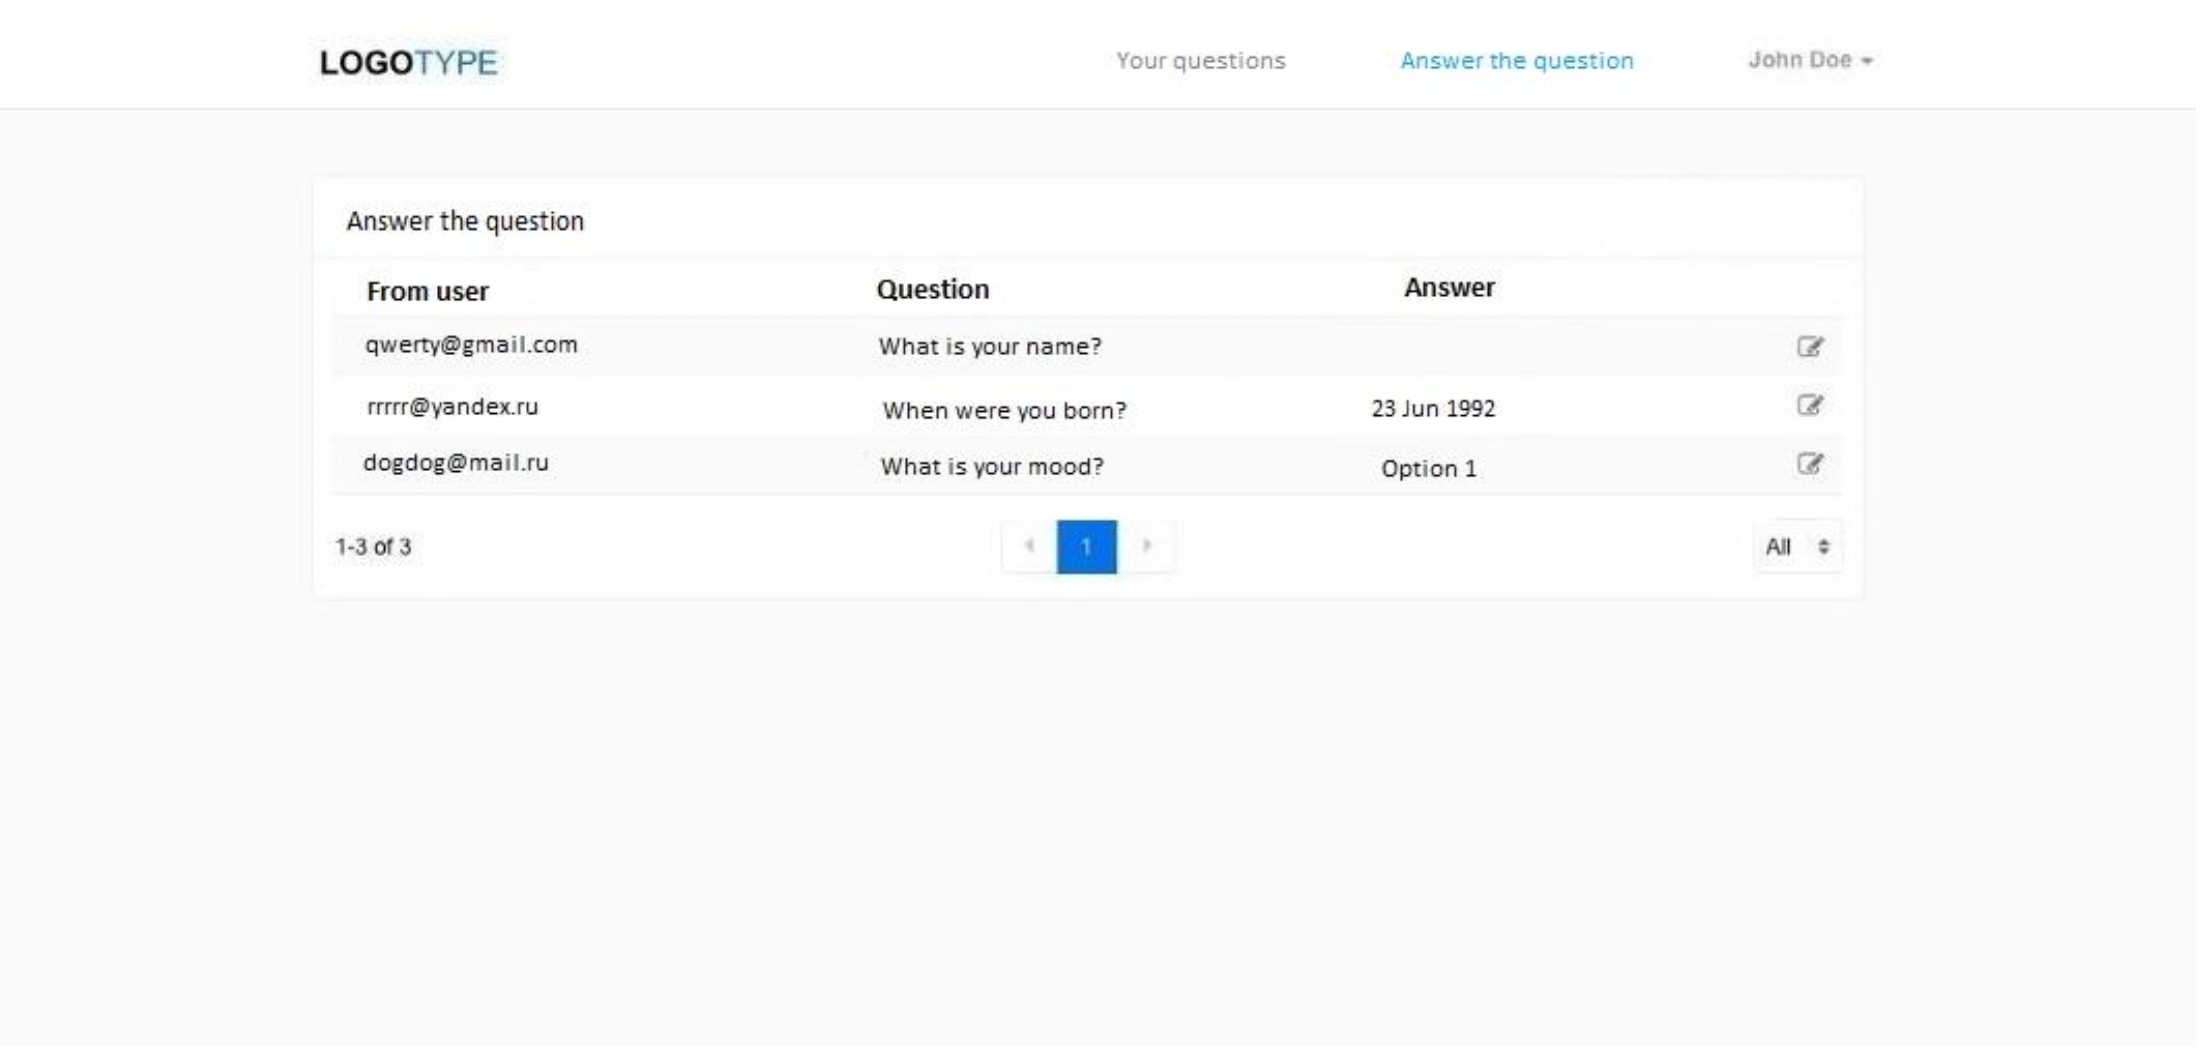 LOGOTYPE Your questions Answer the question John Doe
Answer the question
From user Question Answer
qwerty@gmail.com What is your name?
rrrrr@yandex.ru When were you born? 23 Jun 1992
dogdog@mail.ru What is your mood? Option 1
1-3 of 3 1 All